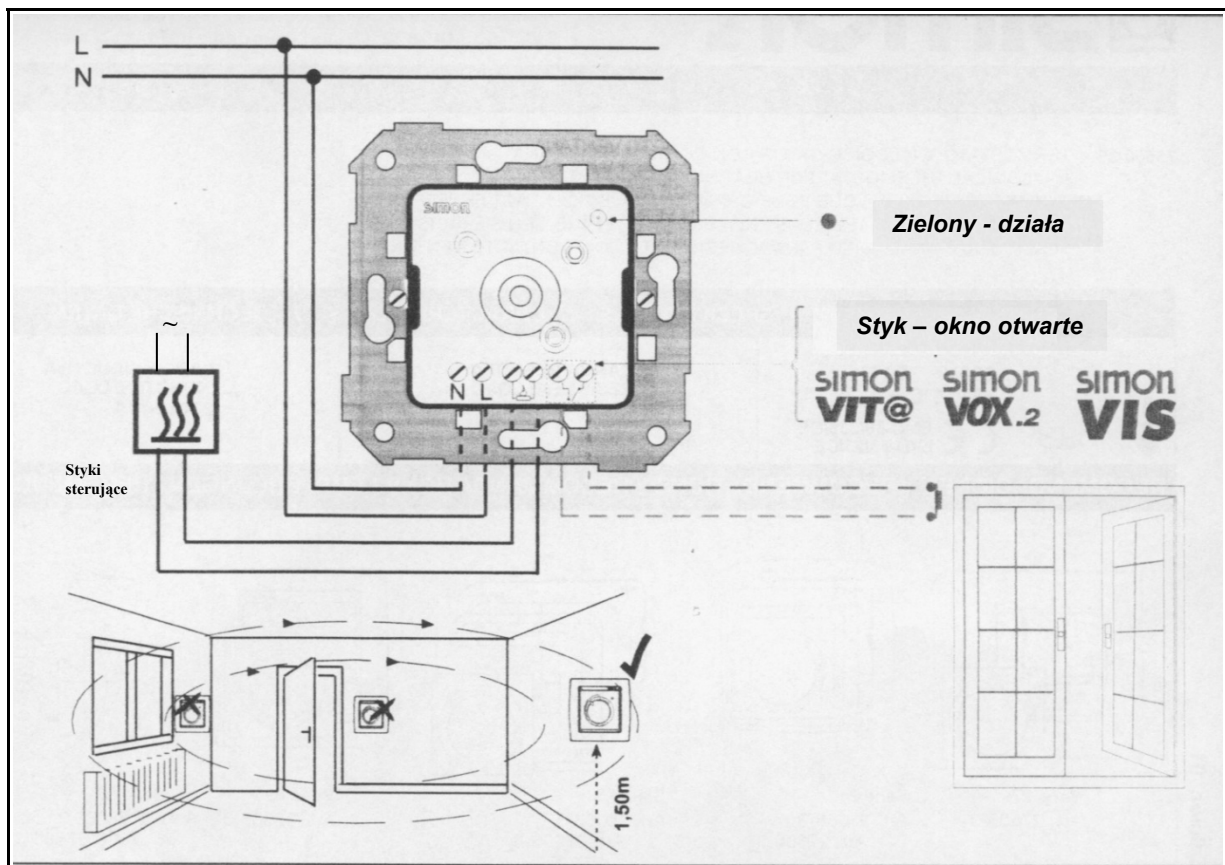 L
N
simon
Zielony - działa
Styk – okno otwarte
~
simon
VIT@
simon
VOX.2
simon
VIS
N L
Styki
sterujące
1,50m